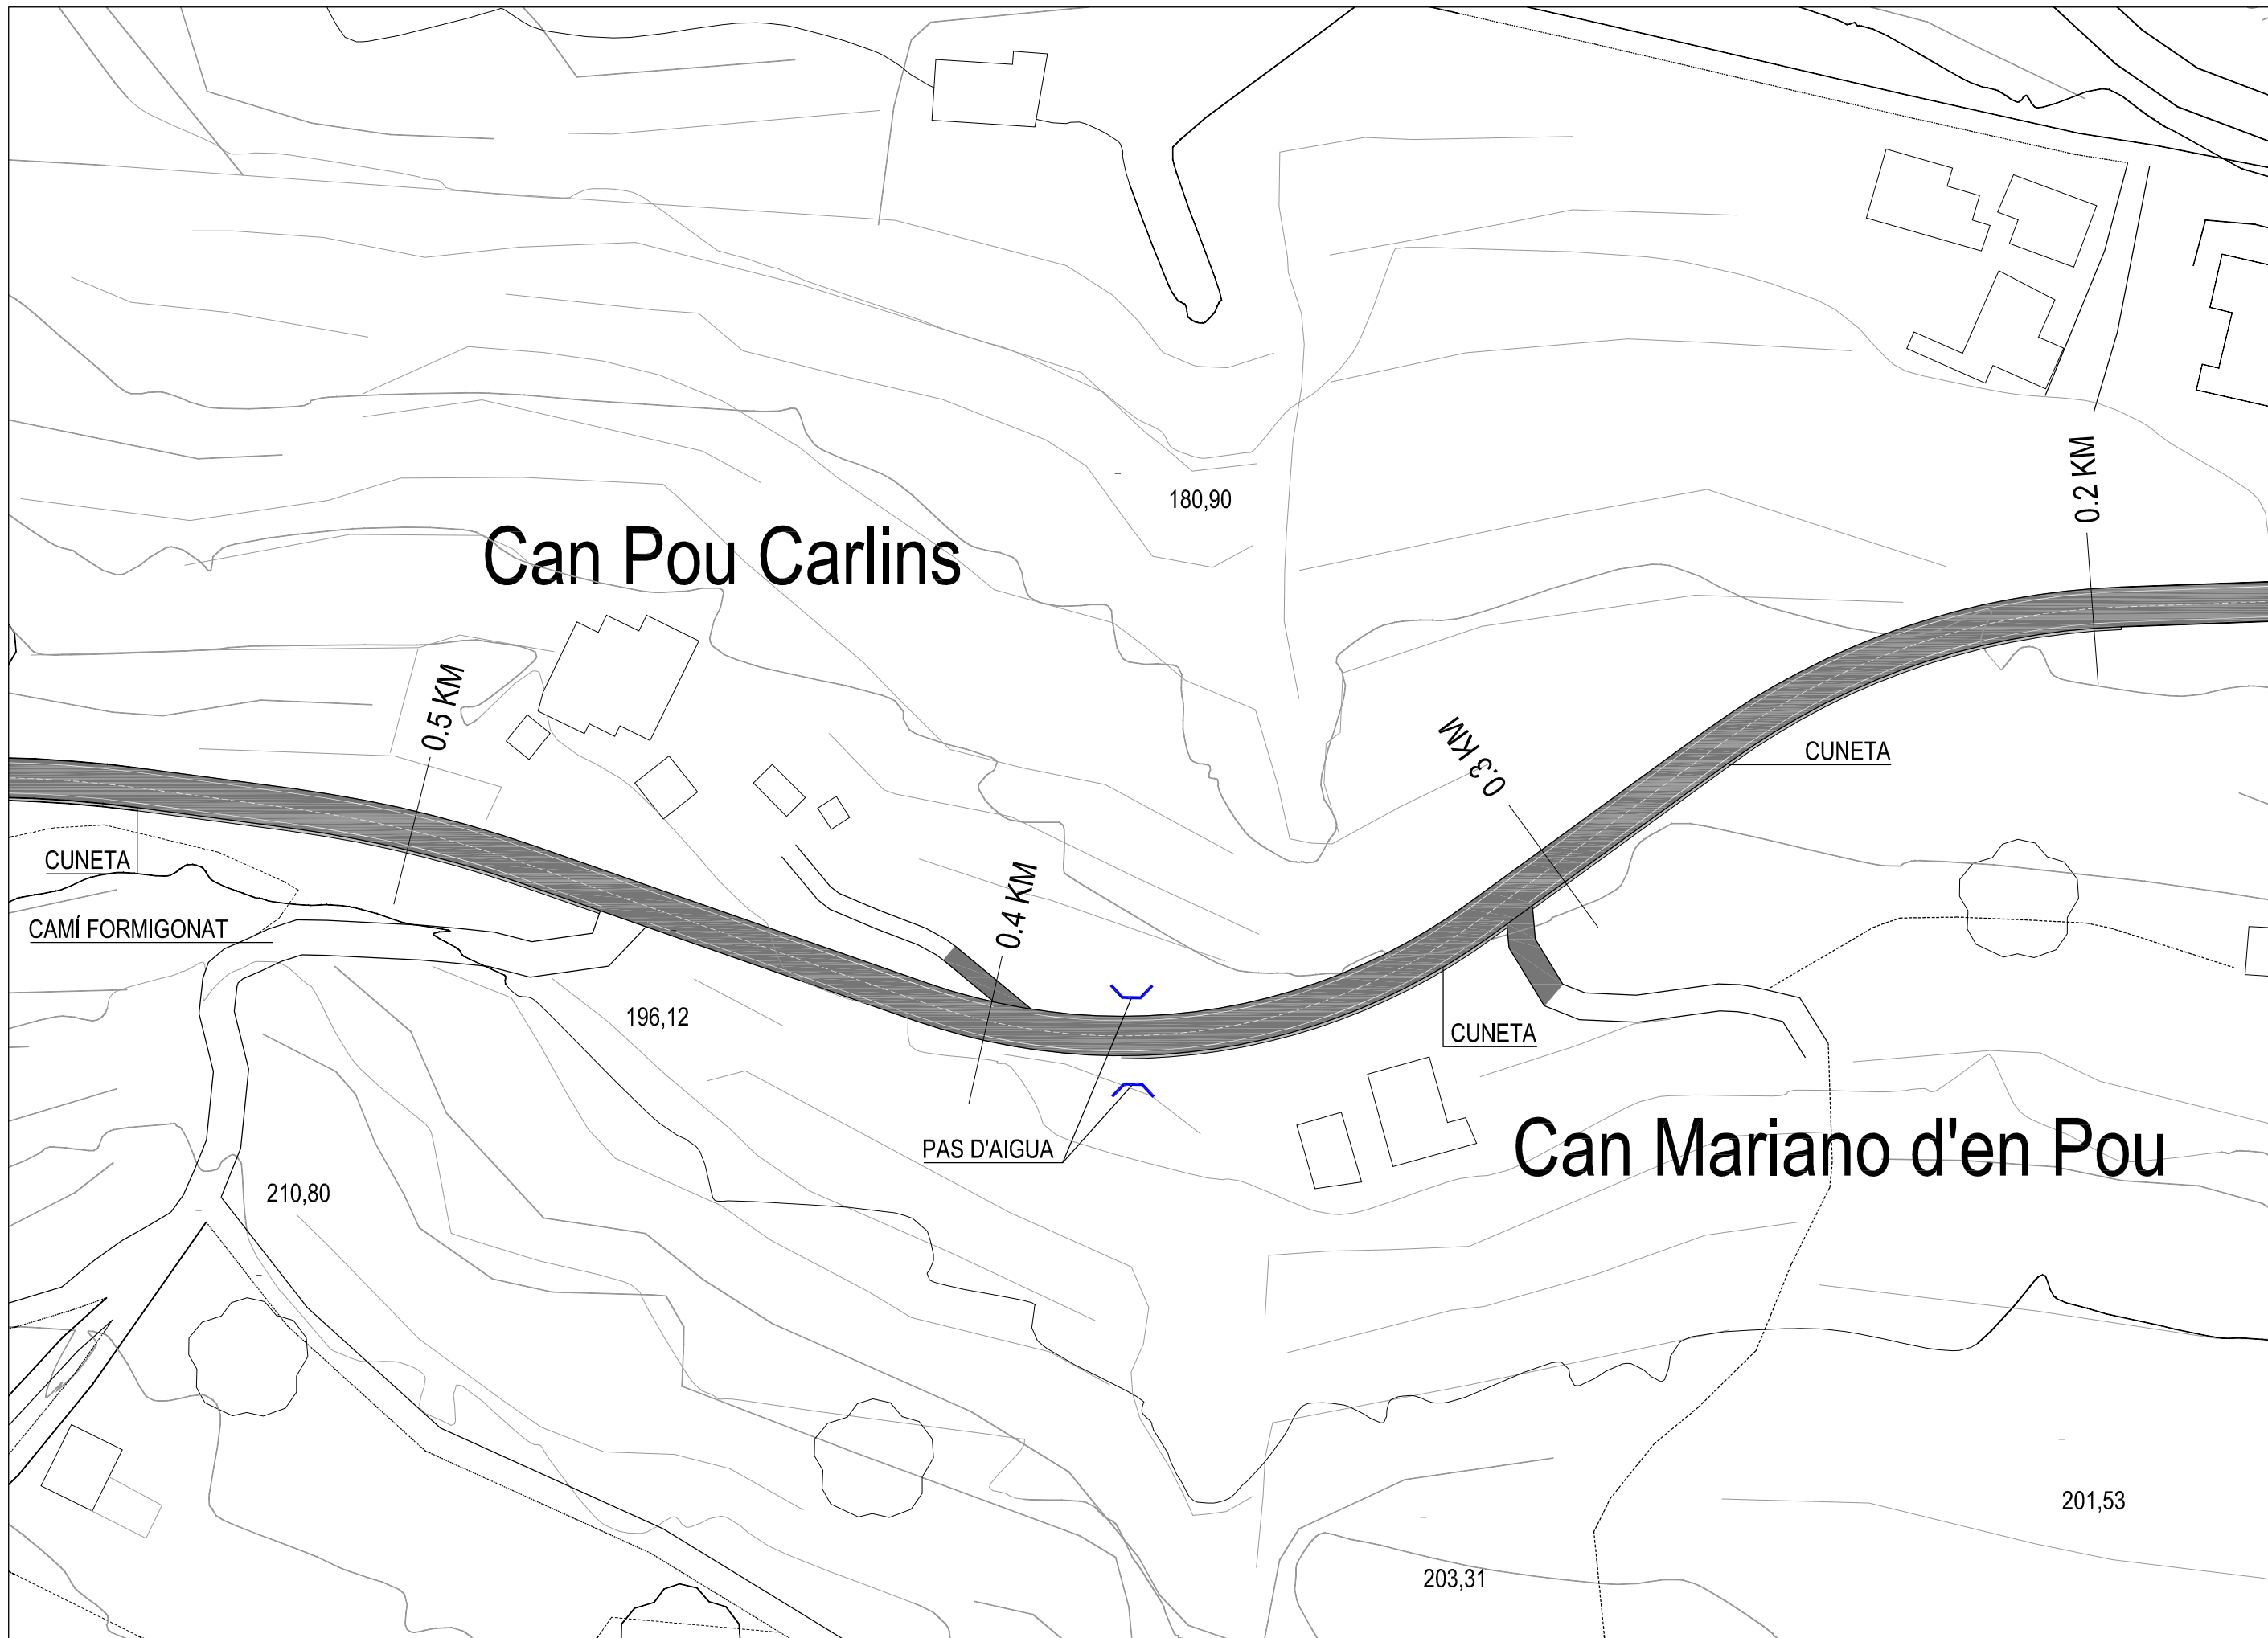 180,90
0.2 KM
Can Pou Carlins
0.5 KM
0.3 KM
CUNETA
CUNETA
0.4 KM
CAMÍ FORMIGONAT
196,12
CUNETA
PAS D'AIGUA
Can Mariano d'en Pou
210,80
201,53
203,31